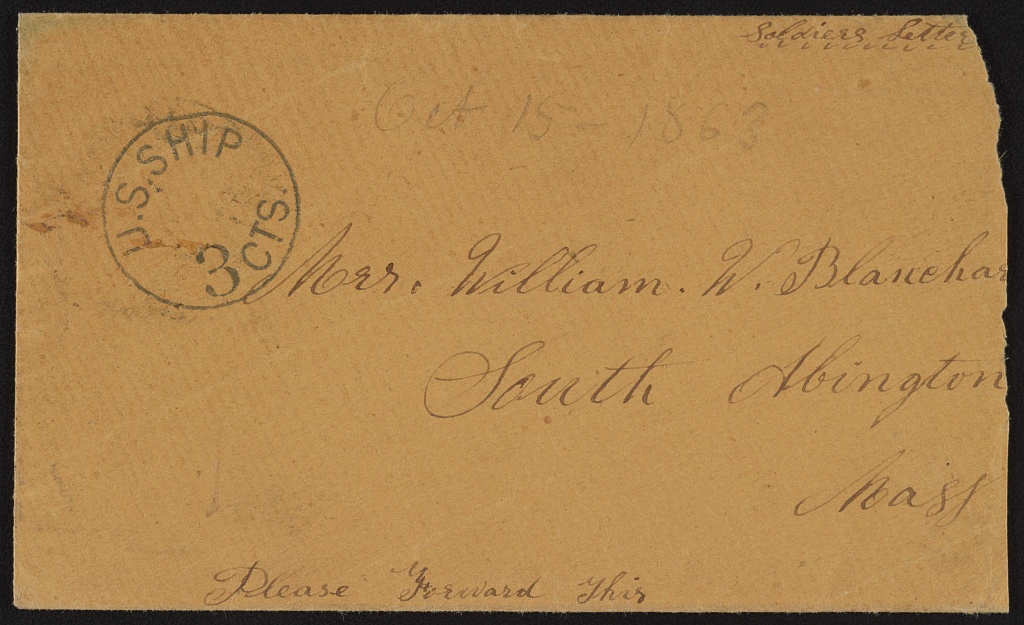 Soldiers Letter
Oct 15 - 1863
U.S. SHIP
3 CTS.
Mrs. William. W. Blanchar
South Abington
Mass
Please Forward This